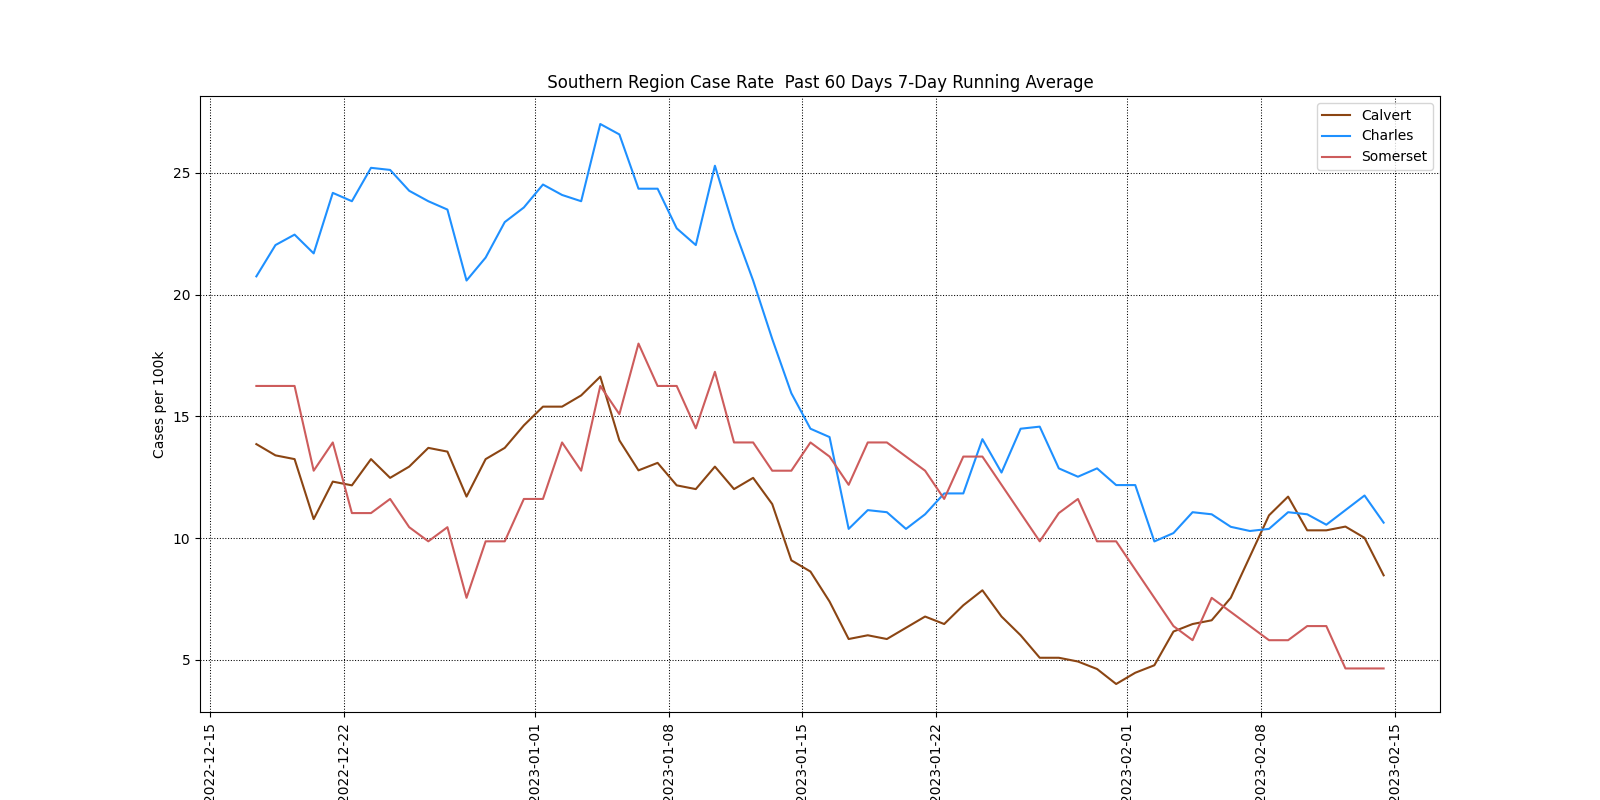 Southern Region Case Rate  Past 60 Days 7-Day Running Average
Calvert
Charles
Somerset
Cases per 100k
25
20
15
10
5
2022-12-15
2022-12-22
2023-01-01
2023-01-08
2023-01-15
2023-01-22
2023-02-01
2023-02-08
2023-02-15